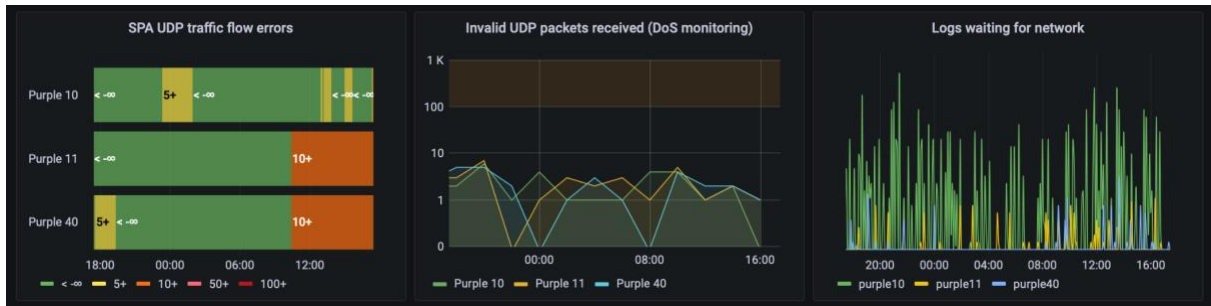 SPA UDP traffic flow errors
Purple 10
< -∞
5+
< -∞
< -∞
< -∞
Purple 11
< -∞
10+
Purple 40
5+
< -∞
10+
18:00 00:00 06:00 12:00
< -∞ 5+ 10+ 50+ 100+
Invalid UDP packets received (DoS monitoring)
1 K
100
10
1
0
00:00 08:00 16:00
Purple 10 Purple 11 Purple 40
Logs waiting for network
20:00 00:00 04:00 08:00 12:00 16:00
purple10 purple11 purple40